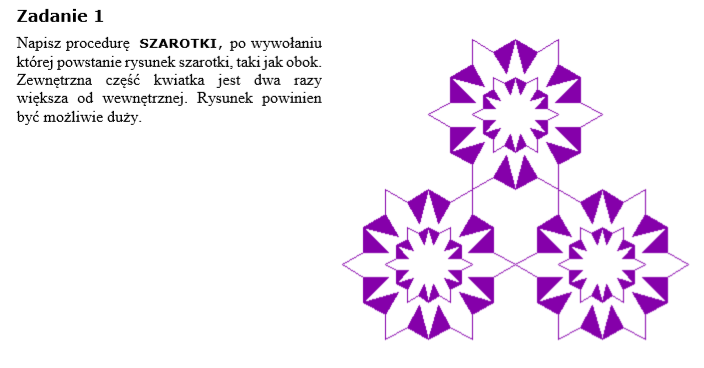 Zadanie 1
Napisz procedurę SZAROTKI, po wywołaniu
której powstanie rysunek szarotki, taki jak obok.
Zewnętrzna część kwiatka jest dwa razy
większa od wewnętrznej. Rysunek powinien
być możliwie duży.